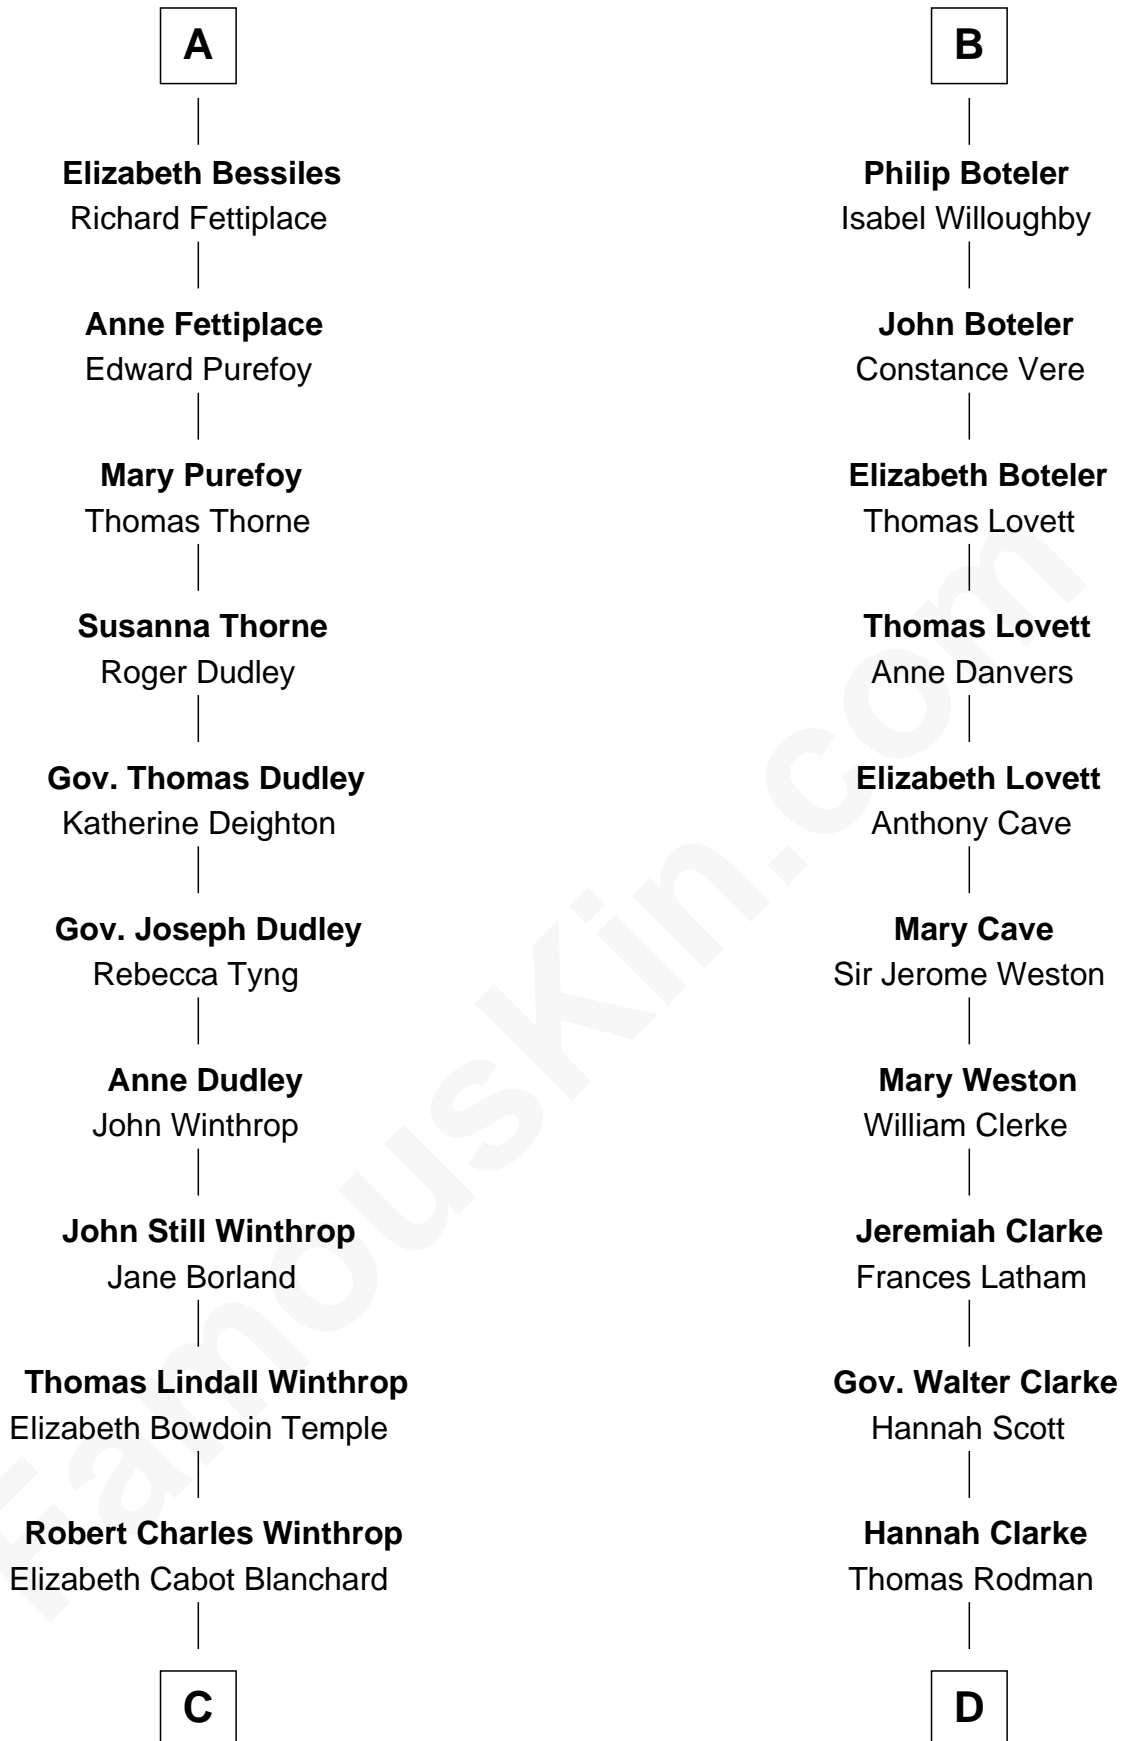 A
Elizabeth Bessiles
Richard Fettiplace
Anne Fettiplace
Edward Purefoy
Mary Purefoy
Thomas Thorne
Susanna Thorne
Roger Dudley
Gov. Thomas Dudley
Katherine Deighton
Gov. Joseph Dudley
Rebecca Tyng
Anne Dudley
John Winthrop
John Still Winthrop
Jane Borland
Thomas Lindall Winthrop
Elizabeth Bowdoin Temple
Robert Charles Winthrop
Elizabeth Cabot Blanchard
C
B
Philip Boteler
Isabel Willoughby
John Boteler
Constance Vere
Elizabeth Boteler
Thomas Lovett
Thomas Lovett
Anne Danvers
Elizabeth Lovett
Anthony Cave
Mary Cave
Sir Jerome Weston
Mary Weston
William Clerke
Jeremiah Clarke
Frances Latham
Gov. Walter Clarke
Hannah Scott
Hannah Clarke
Thomas Rodman
D
FamousKin.com